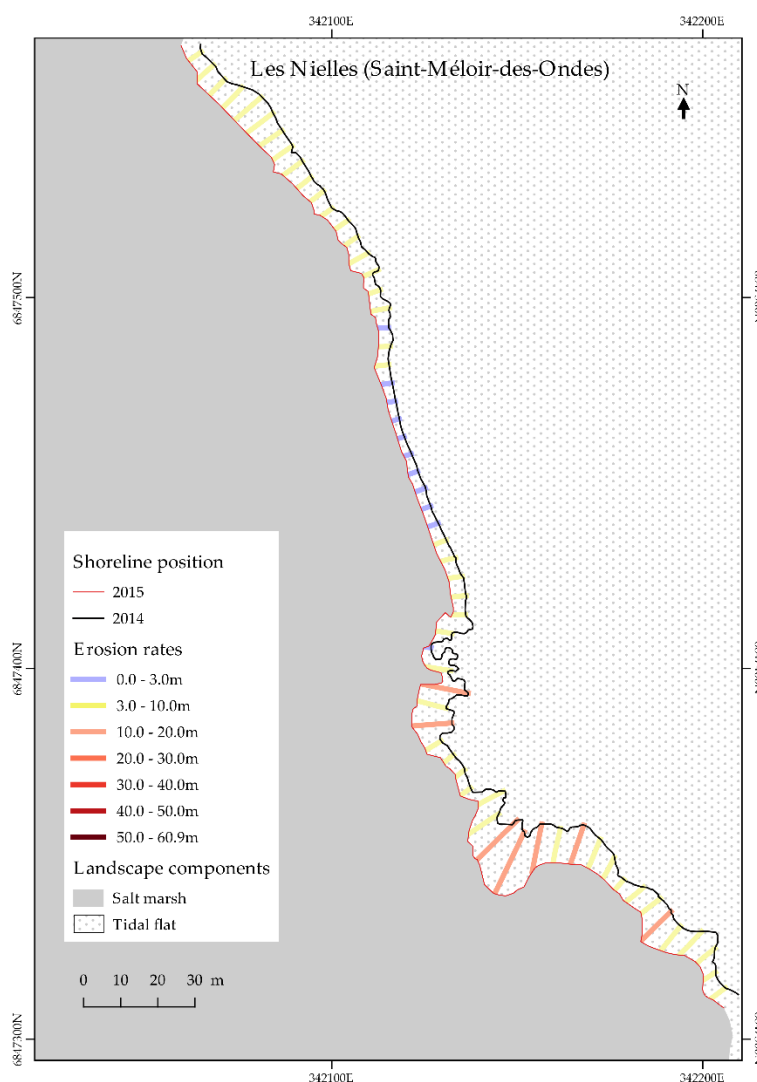 342100E 342200E
Les Nielles (Saint-Méloir-des-Ondes)
N
6847500N
6847400N
6847300N
Shoreline position
2015
2014
Erosion rates
0.0 - 3.0m
3.0 - 10.0m
10.0 - 20.0m
20.0 - 30.0m
30.0 - 40.0m
40.0 - 50.0m
50.0 - 60.9m
Landscape components
Salt marsh
Tidal flat
0 10 20 30 m
342100E 342200E